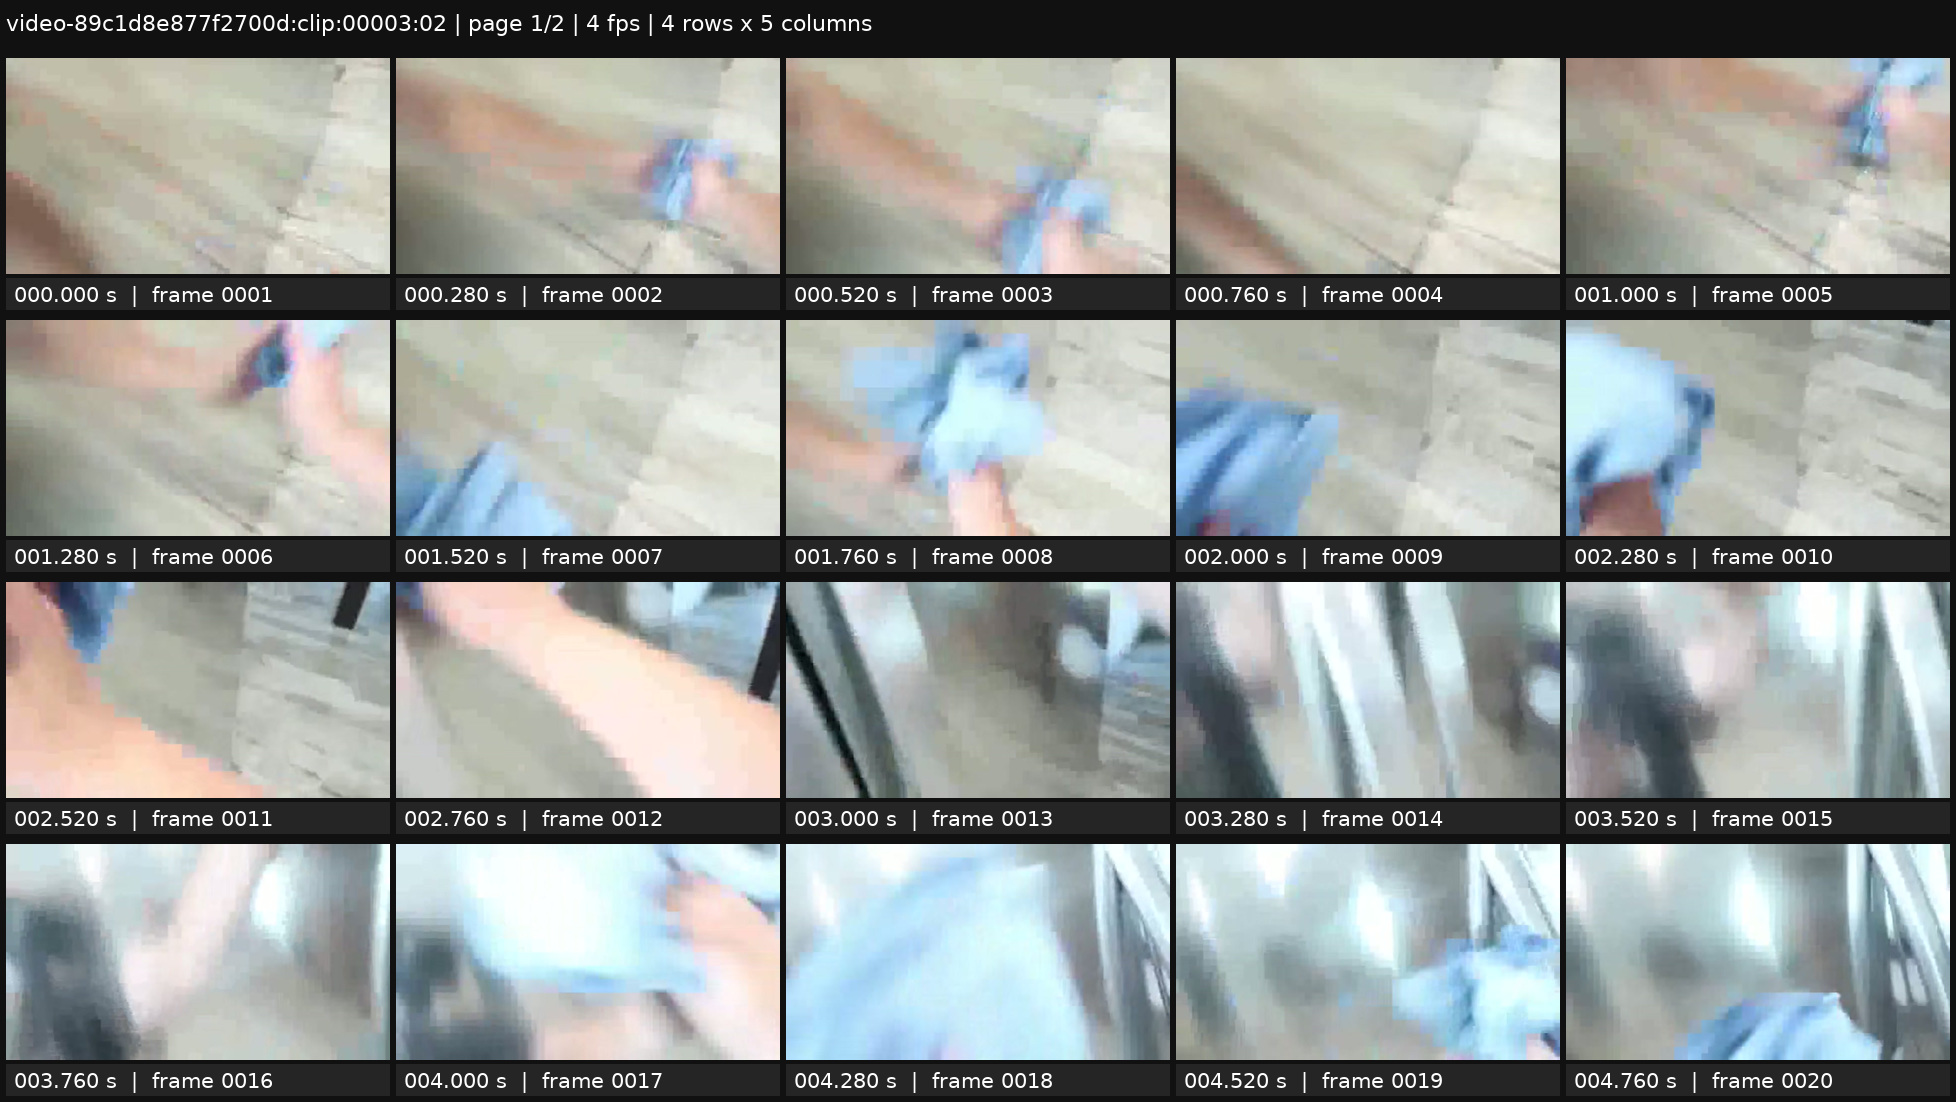 video-89c1d8e877f2700d:clip:00003:02 | page 1/2 | 4 fps | 4 rows x 5 columns
000.000 s | frame 0001
000.280 s | frame 0002
000.520 s | frame 0003
000.760 s | frame 0004
001.000 s | frame 0005
001.280 s | frame 0006
001.520 s | frame 0007
001.760 s | frame 0008
002.000 s | frame 0009
002.280 s | frame 0010
002.520 s | frame 0011
002.760 s | frame 0012
003.000 s | frame 0013
003.280 s | frame 0014
003.520 s | frame 0015
003.760 s | frame 0016
004.000 s | frame 0017
004.280 s | frame 0018
004.520 s | frame 0019
004.760 s | frame 0020